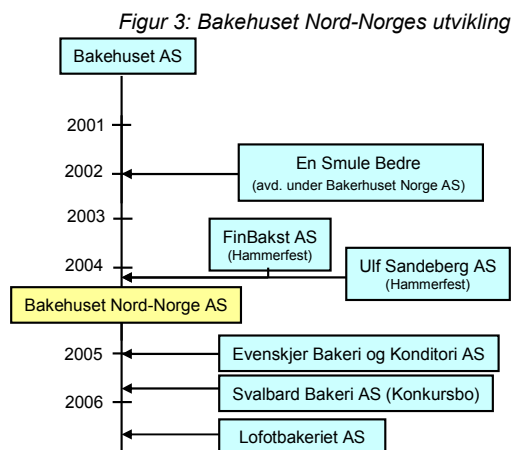 Figur 3: Bakehuset Nord-Norges utvikling
Bakehuset AS
2001
2002
En Smule Bedre
(avd. under Bakerhuset Norge AS)
2003
FinBakst AS
(Hammerfest)
2004
Ulf Sandeberg AS
(Hammerfest)
Bakehuset Nord-Norge AS
2005
Evenskjer Bakeri og Konditori AS
Svalbard Bakeri AS (Konkursbo)
2006
Lofotbakeriet AS